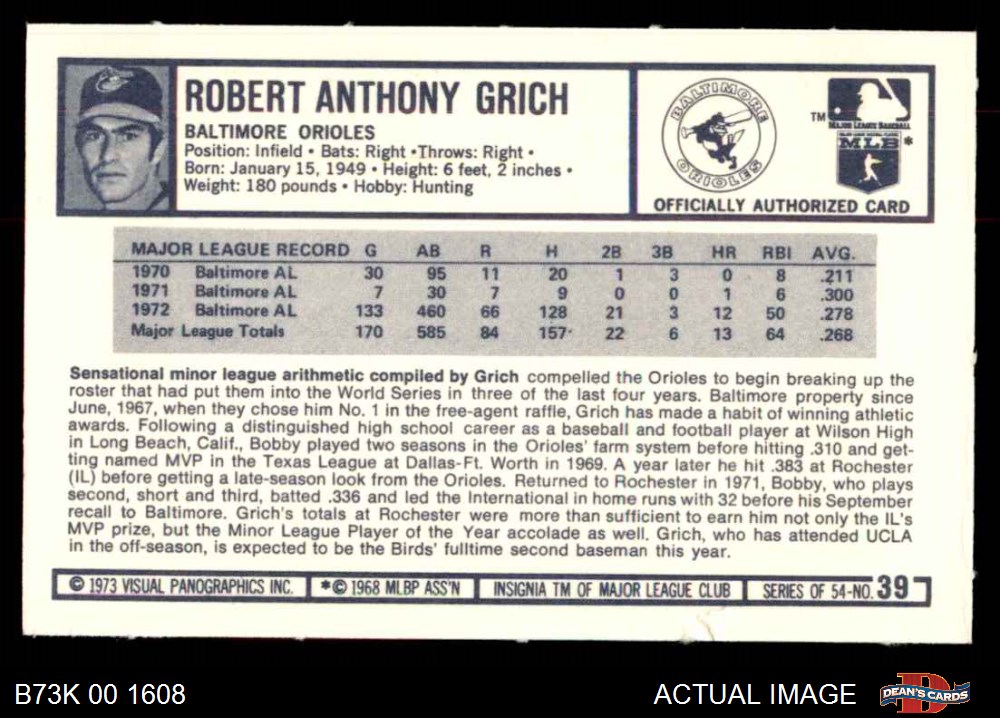 ROBERT ANTHONY GRICH
BALTIMORE ORIOLES
Position: Infield • Bats: Right •Throws: Right •
Born: January 15, 1949 • Height: 6 feet, 2 inches •
Weight: 180 pounds • Hobby: Hunting
BALTIMORE
ORIOLES
TM
MAJOR LEAGUE BASEBALL
MLB*
OFFICIALLY AUTHORIZED CARD
MAJOR LEAGUE RECORD G AB R H 2B 3B HR RBI AVG.
1970 Baltimore AL 30 95 11 20 1 3 0 8 .211
1971 Baltimore AL 7 30 7 9 0 0 1 6 .300
1972 Baltimore AL 133 460 66 128 21 3 12 50 .278
Major League Totals 170 585 84 157 22 6 13 64 .268
Sensational minor league arithmetic compiled by Grich compelled the Orioles to begin breaking up the
roster that had put them into the World Series in three of the last four years. Baltimore property since
June, 1967, when they chose him No. 1 in the free-agent raffle, Grich has made a habit of winning athletic
awards. Following a distinguished high school career as a baseball and football player at Wilson High
in Long Beach, Calif., Bobby played two seasons in the Orioles' farm system before hitting .310 and get-
ting named MVP in the Texas League at Dallas-Ft. Worth in 1969. A year later he hit .383 at Rochester
(IL) before getting a late-season look from the Orioles. Returned to Rochester in 1971, Bobby, who plays
second, short and third, batted .336 and led the International in home runs with 32 before his September
recall to Baltimore. Grich's totals at Rochester were more than sufficient to earn him not only the IL's
MVP prize, but the Minor League Player of the Year accolade as well. Grich, who has attended UCLA
in the off-season, is expected to be the Birds' fulltime second baseman this year.
© 1973 VISUAL PANOGRAPHICS INC. *© 1968 MLBP ASS'N INSIGNIA TM OF MAJOR LEAGUE CLUB SERIES OF 54-NO. 39
B73K 00 1608 ACTUAL IMAGE DEAN'S CARDS